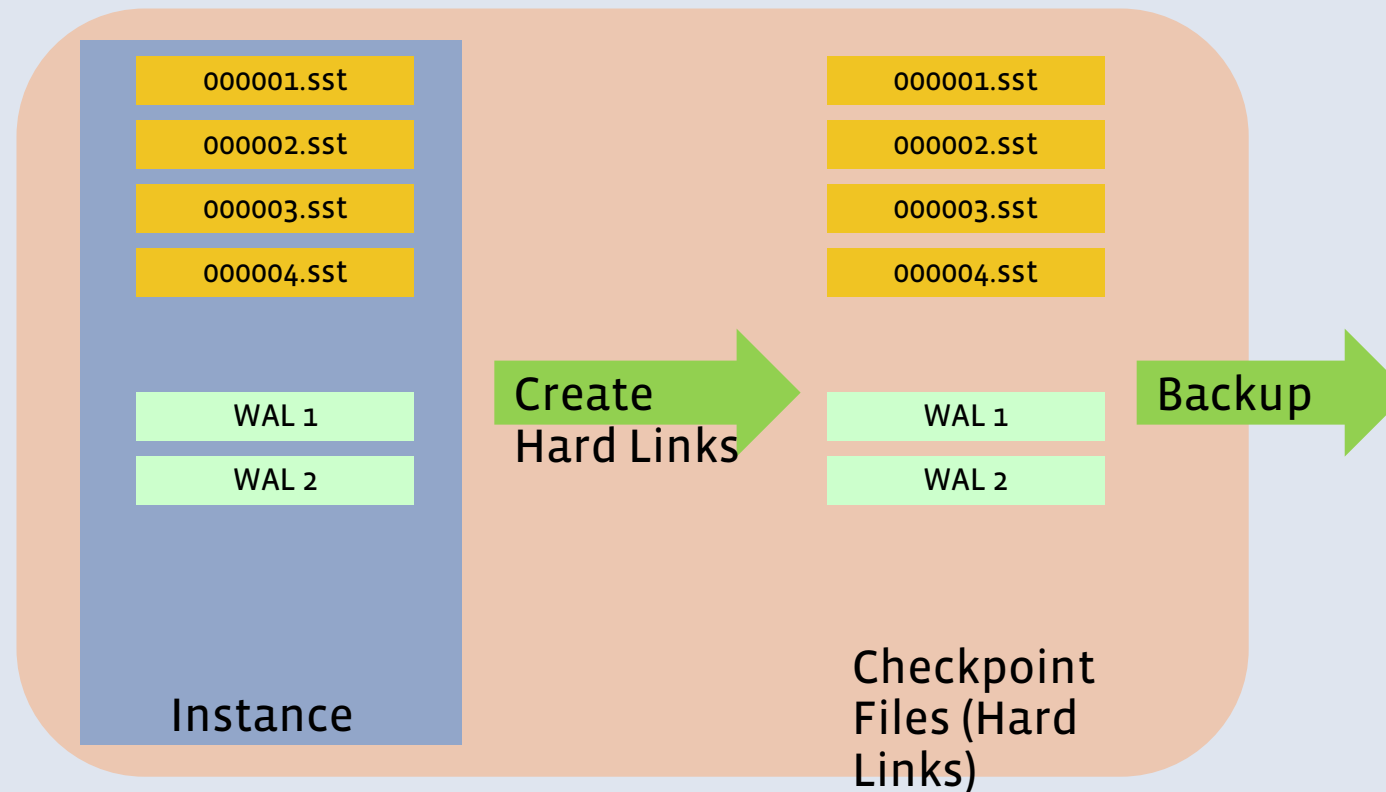 000001.sst
000002.sst
000003.sst
000004.sst
WAL 1
WAL 2
Instance
Create
Hard Links
000001.sst
000002.sst
000003.sst
000004.sst
WAL 1
WAL 2
Checkpoint
Files (Hard
Links)
Backup